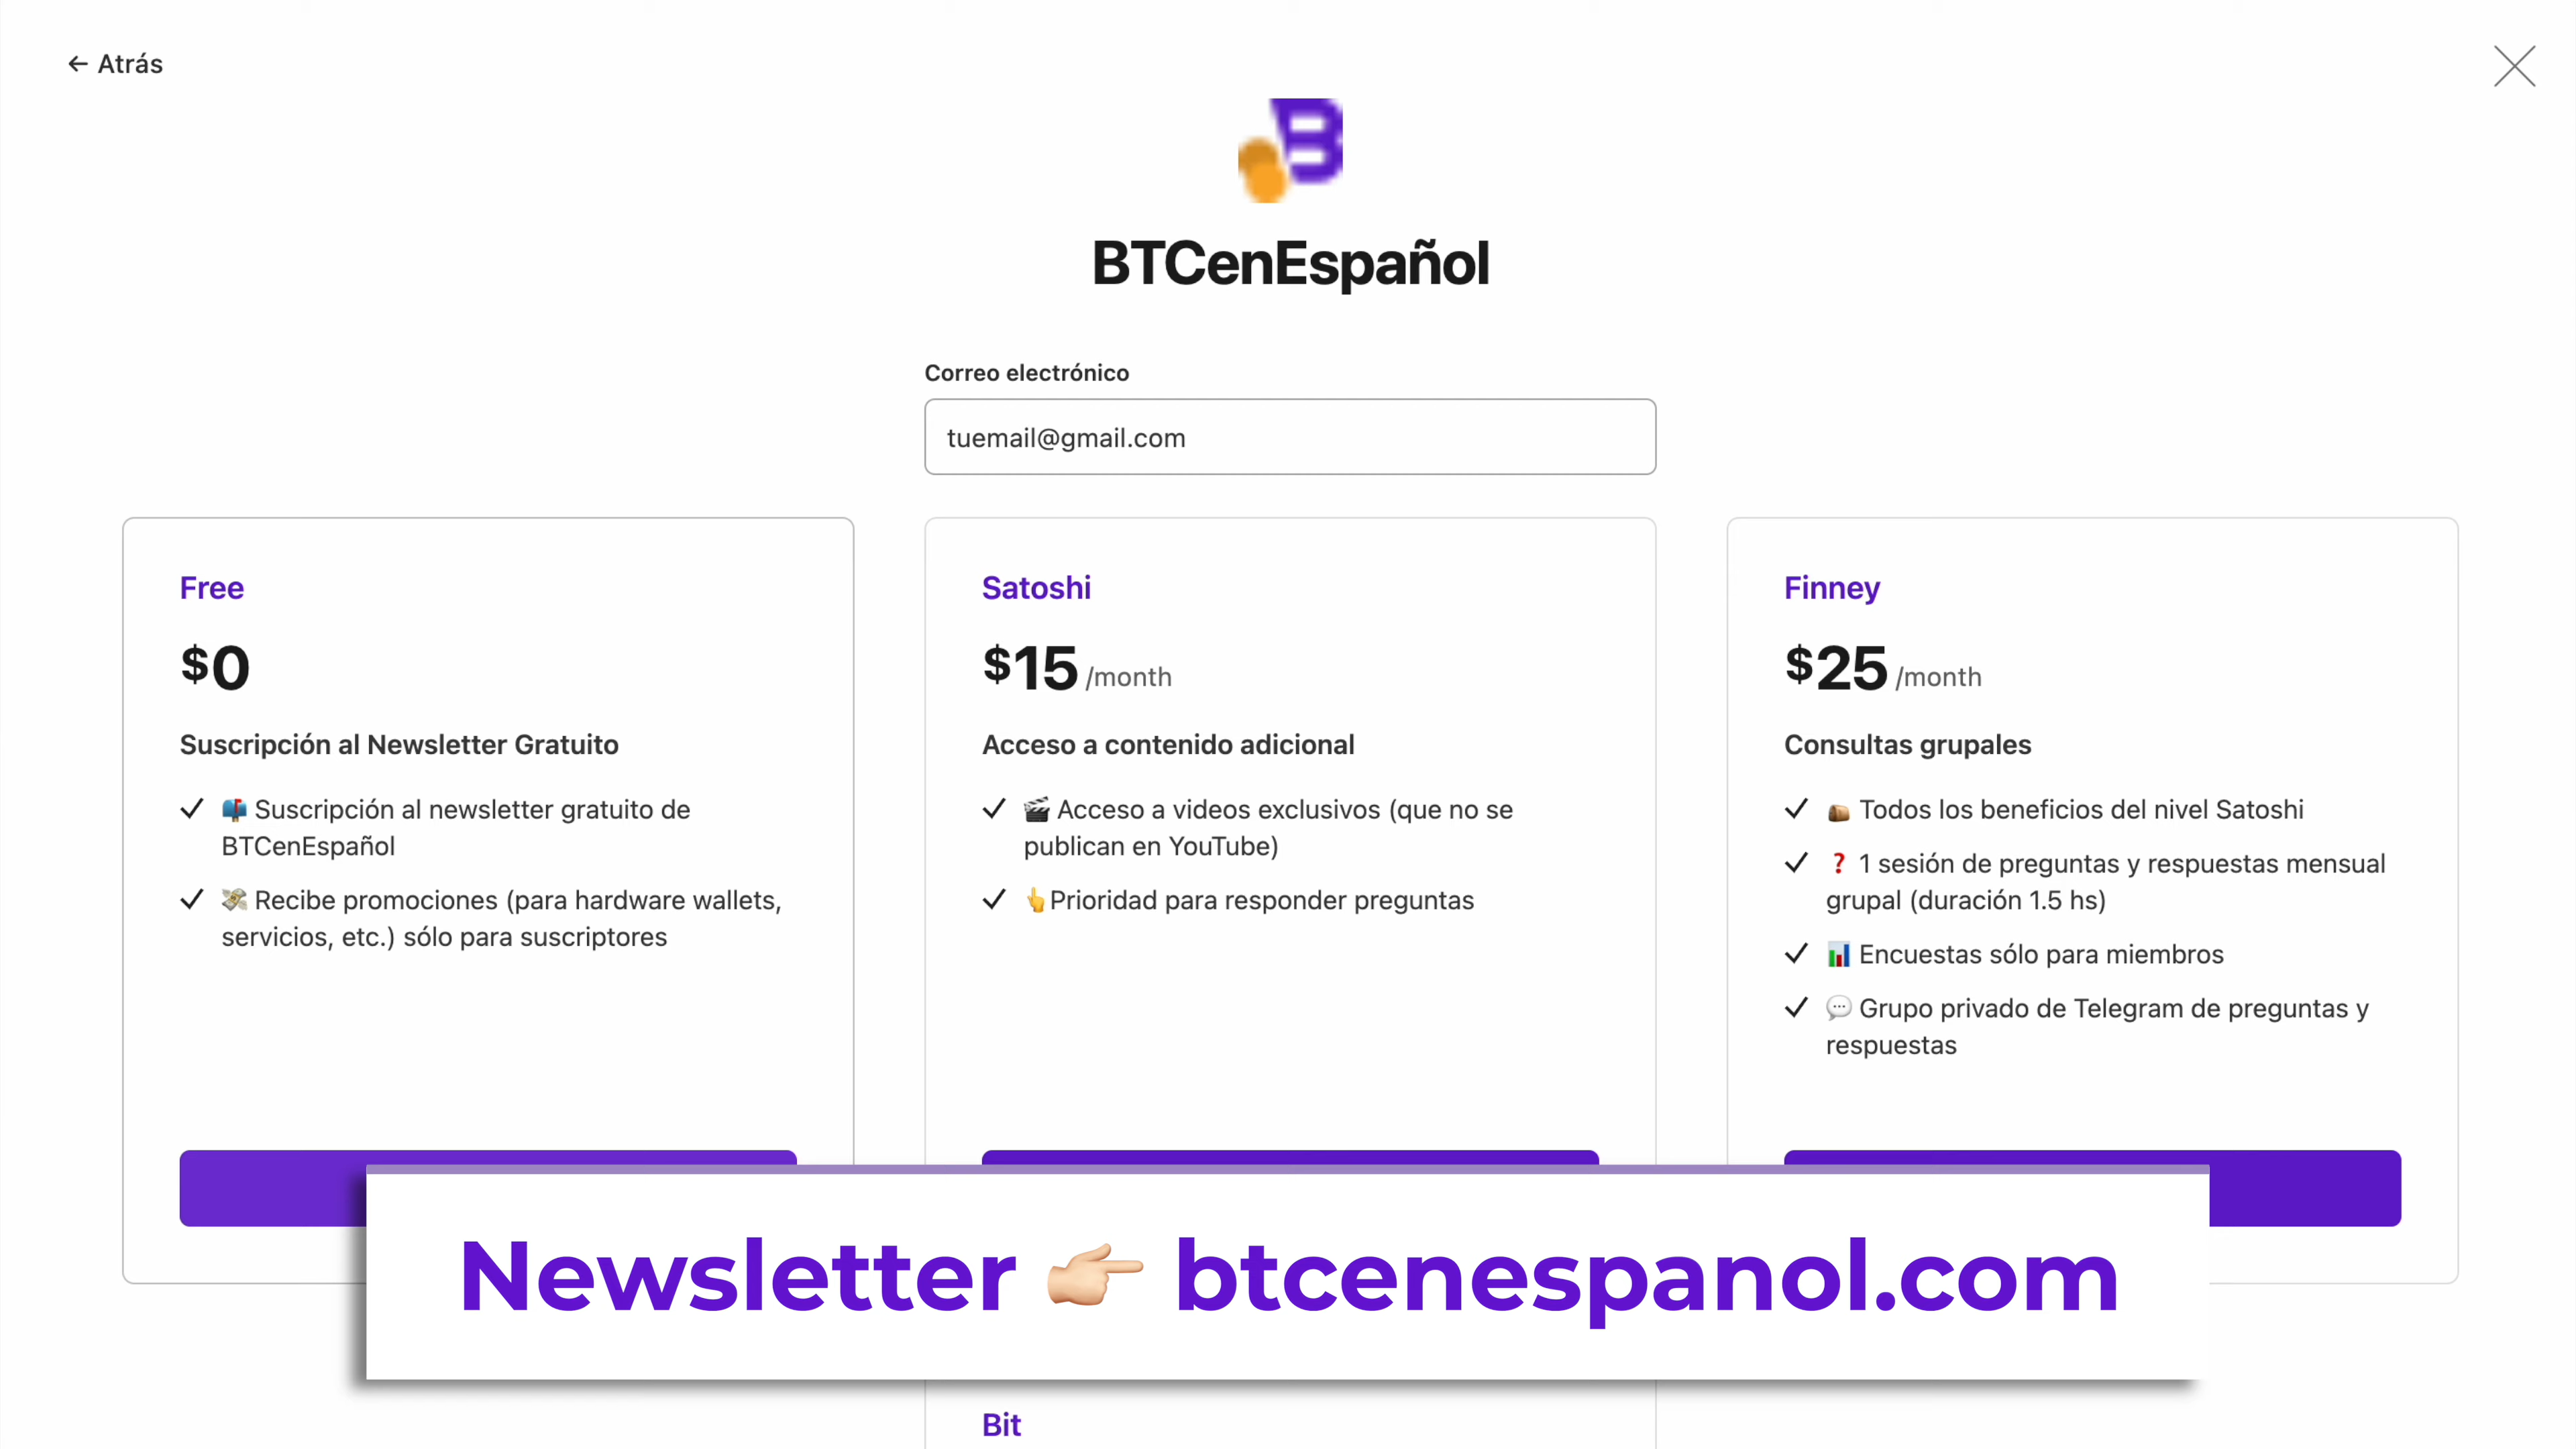 ← Atrás
BTCenEspañol
Correo electrónico
tuemail@gmail.com
Free
$0
Suscripción al Newsletter Gratuito
📫 Suscripción al newsletter gratuito de
BTCenEspañol
💸 Recibe promociones (para hardware wallets,
servicios, etc.) sólo para suscriptores
Satoshi
$15 /month
Acceso a contenido adicional
🎬 Acceso a videos exclusivos (que no se
publican en YouTube)
👆Prioridad para responder preguntas
Finney
$25 /month
Consultas grupales
Todos los beneficios del nivel Satoshi
❓ 1 sesión de preguntas y respuestas mensual
grupal (duración 1.5 hs)
📊 Encuestas sólo para miembros
💬 Grupo privado de Telegram de preguntas y
respuestas
Newsletter 👉🏻 btcenespanol.com
Bit